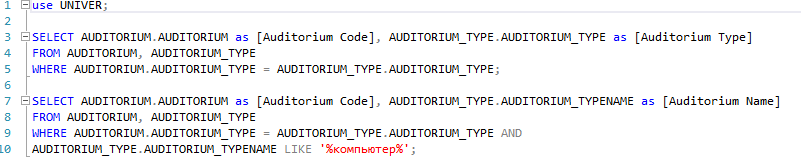 1 use UNIVER;
2
3 SELECT AUDITORIUM.AUDITORIUM as [Auditorium Code], AUDITORIUM_TYPE.AUDITORIUM_TYPE as [Auditorium Type]
4 FROM AUDITORIUM, AUDITORIUM_TYPE
5 WHERE AUDITORIUM.AUDITORIUM_TYPE = AUDITORIUM_TYPE.AUDITORIUM_TYPE;
6
7 SELECT AUDITORIUM.AUDITORIUM as [Auditorium Code], AUDITORIUM_TYPE.AUDITORIUM_TYPENAME as [Auditorium Name]
8 FROM AUDITORIUM, AUDITORIUM_TYPE
9 WHERE AUDITORIUM.AUDITORIUM_TYPE = AUDITORIUM_TYPE.AUDITORIUM_TYPE AND
10 AUDITORIUM_TYPE.AUDITORIUM_TYPENAME LIKE '%компьютер%';